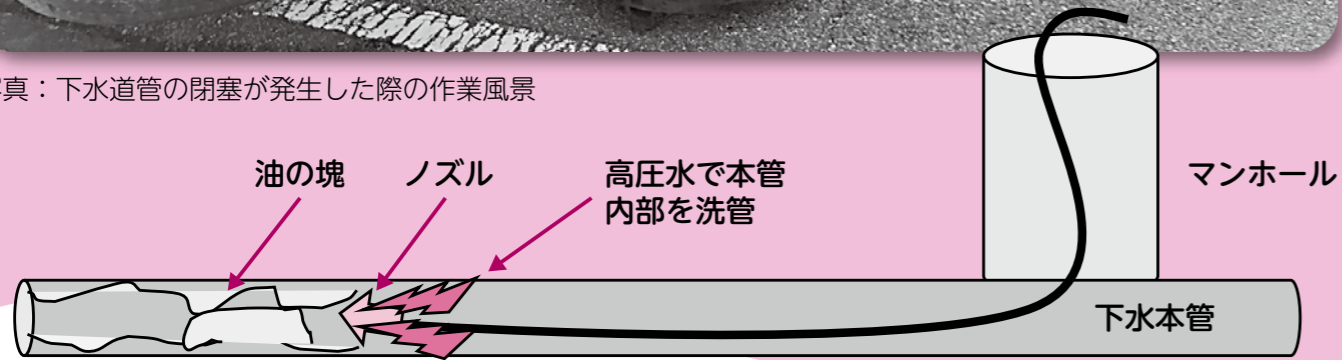 真：下水道管の閉塞が発生した際の作業風景
油の塊
ノズル
高圧水で本管
内部を洗管
マンホール
下水本管